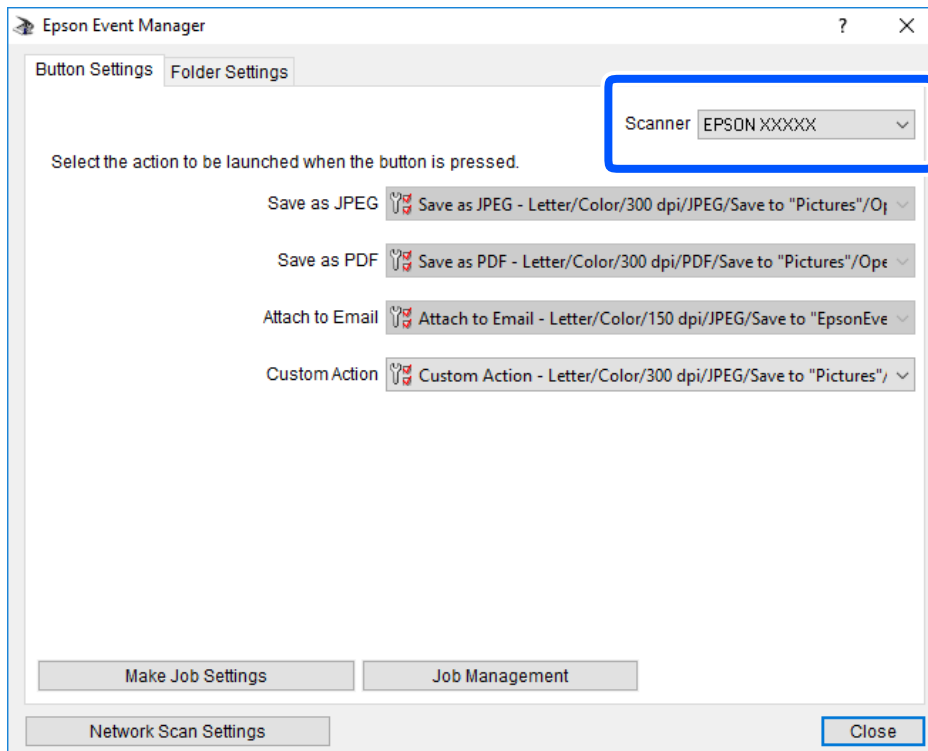 Epson Event Manager
Button Settings Folder Settings
Scanner EPSON XXXXX
Select the action to be launched when the button is pressed.
Save as JPEG Save as JPEG - Letter/Color/300 dpi/JPEG/Save to "Pictures"/Op
Save as PDF Save as PDF - Letter/Color/300 dpi/PDF/Save to "Pictures"/Ope
Attach to Email Attach to Email - Letter/Color/150 dpi/JPEG/Save to "EpsonEve
Custom Action Custom Action - Letter/Color/300 dpi/JPEG/Save to "Pictures"/
Make Job Settings Job Management
Network Scan Settings Close